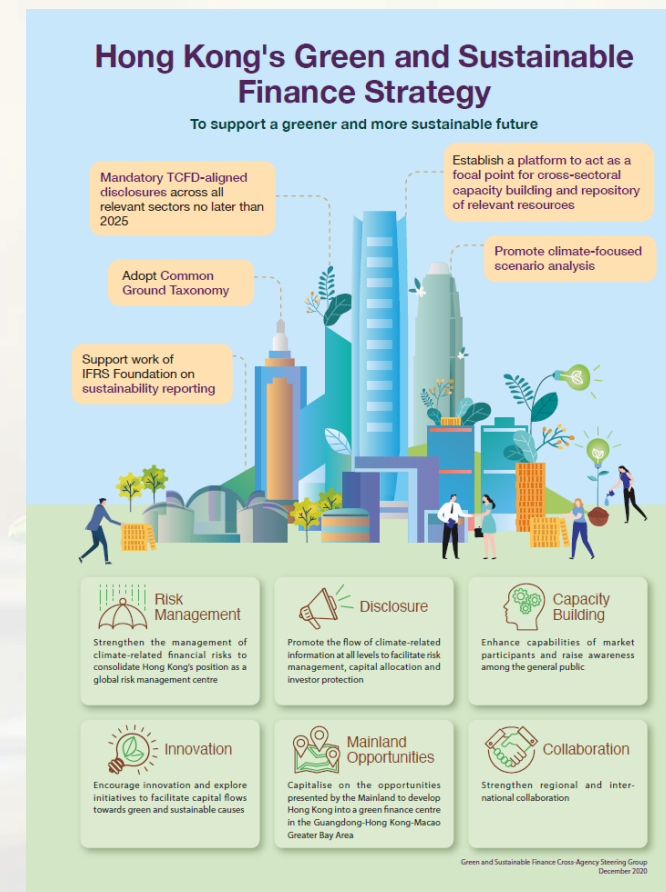 Hong Kong's Green and Sustainable
Finance Strategy
To support a greener and more sustainable future
Mandatory TCFD-aligned
disclosures across all
relevant sectors no later than
2025
Establish a platform to act as a
focal point for cross-sectoral
capacity building and repository
of relevant resources
Adopt Common
Ground Taxonomy
Promote climate-focused
scenario analysis
Support work of
IFRS Foundation on
sustainability reporting
Risk
Management
Strengthen the management of
climate-related financial risks to
consolidate Hong Kong's position as a
global risk management centre
Disclosure
Promote the flow of climate-related
information at all levels to facilitate risk
management, capital allocation and
investor protection
Capacity
Building
Enhance capabilities of market
participants and raise awareness
among the general public
Innovation
Encourage innovation and explore
initiatives to facilitate capital flows
towards green and sustainable causes
Mainland
Opportunities
Capitalise on the opportunities
presented by the Mainland to develop
Hong Kong into a green finance centre
in the Guangdong-Hong Kong-Macao
Greater Bay Area
Collaboration
Strengthen regional and inter-
national collaboration
Green and Sustainable Finance Cross-Agency Steering Group
December 2020